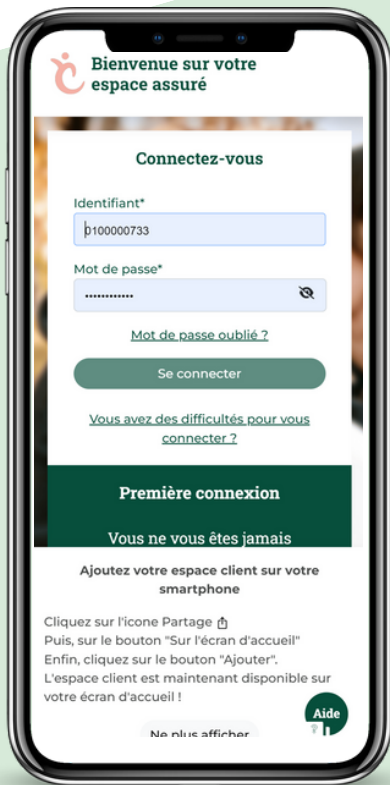 Bienvenue sur votre
espace assuré
Connectez-vous
Identifiant*
0100000733
Mot de passe*
••••••••••••
Mot de passe oublié ?
Se connecter
Vous avez des difficultés pour vous
connecter ?
Première connexion
Vous ne vous êtes jamais
Ajoutez votre espace client sur votre
smartphone
Cliquez sur l'icone Partage
Puis, sur le bouton "Sur l'écran d'accueil"
Enfin, cliquez sur le bouton "Ajouter".
L'espace client est maintenant disponible sur
votre écran d'accueil !
Aide
Ne plus afficher